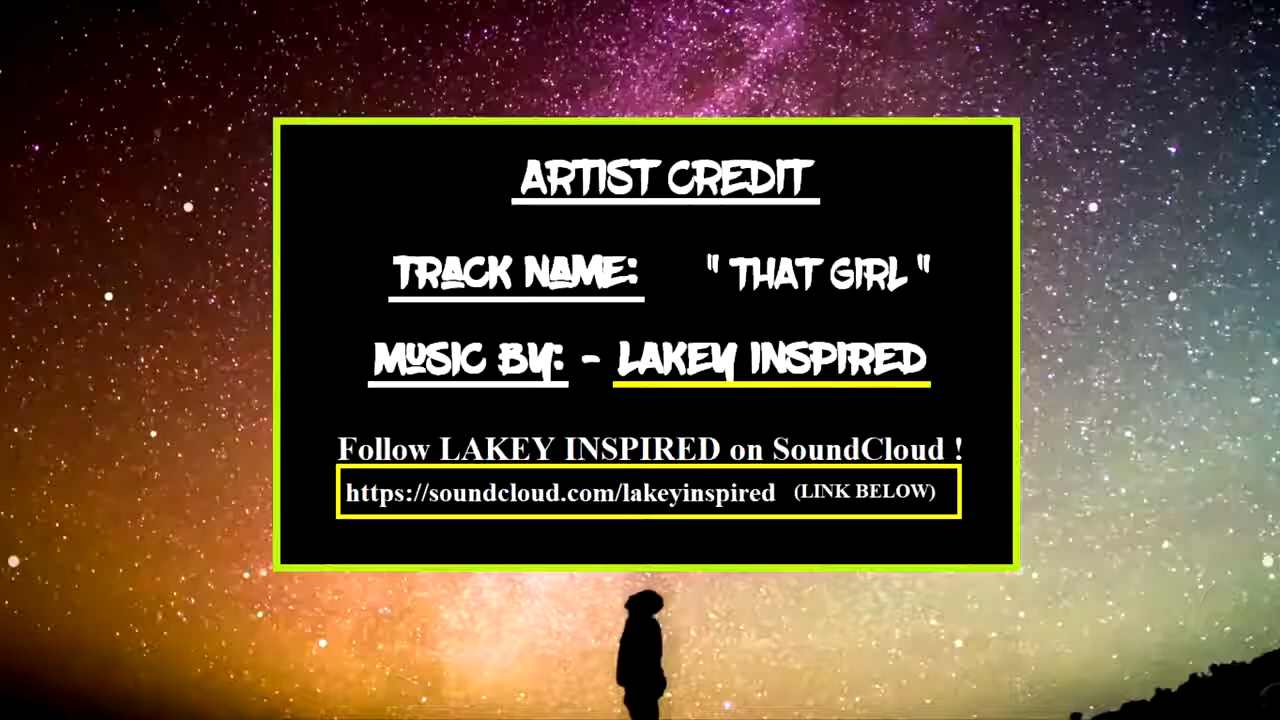 ARTIST CREDIT
TRACK NAME: " THAT GIRL "
MUSIC BY: - LAKEY INSPIRED
Follow LAKEY INSPIRED on SoundCloud !
https://soundcloud.com/lakeyinspired (LINK BELOW)